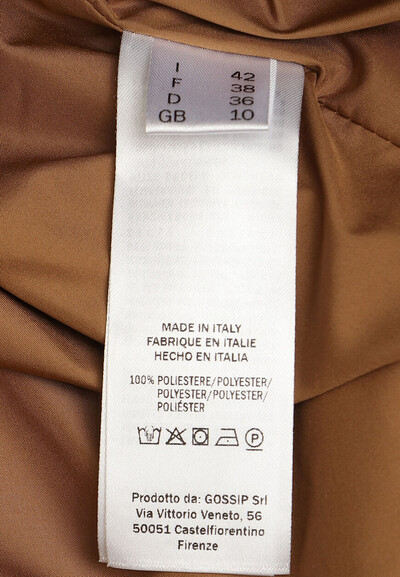 I 42
F 38
D 36
GB 10
MADE IN ITALY
FABRIQUE EN ITALIE
HECHO EN ITALIA
100% POLIESTERE/POLYESTER/
POLYESTER/POLYESTER/
POLIÉSTER
P
Prodotto da: GOSSIP Srl
Via Vittorio Veneto, 56
50051 Castelfiorentino
Firenze